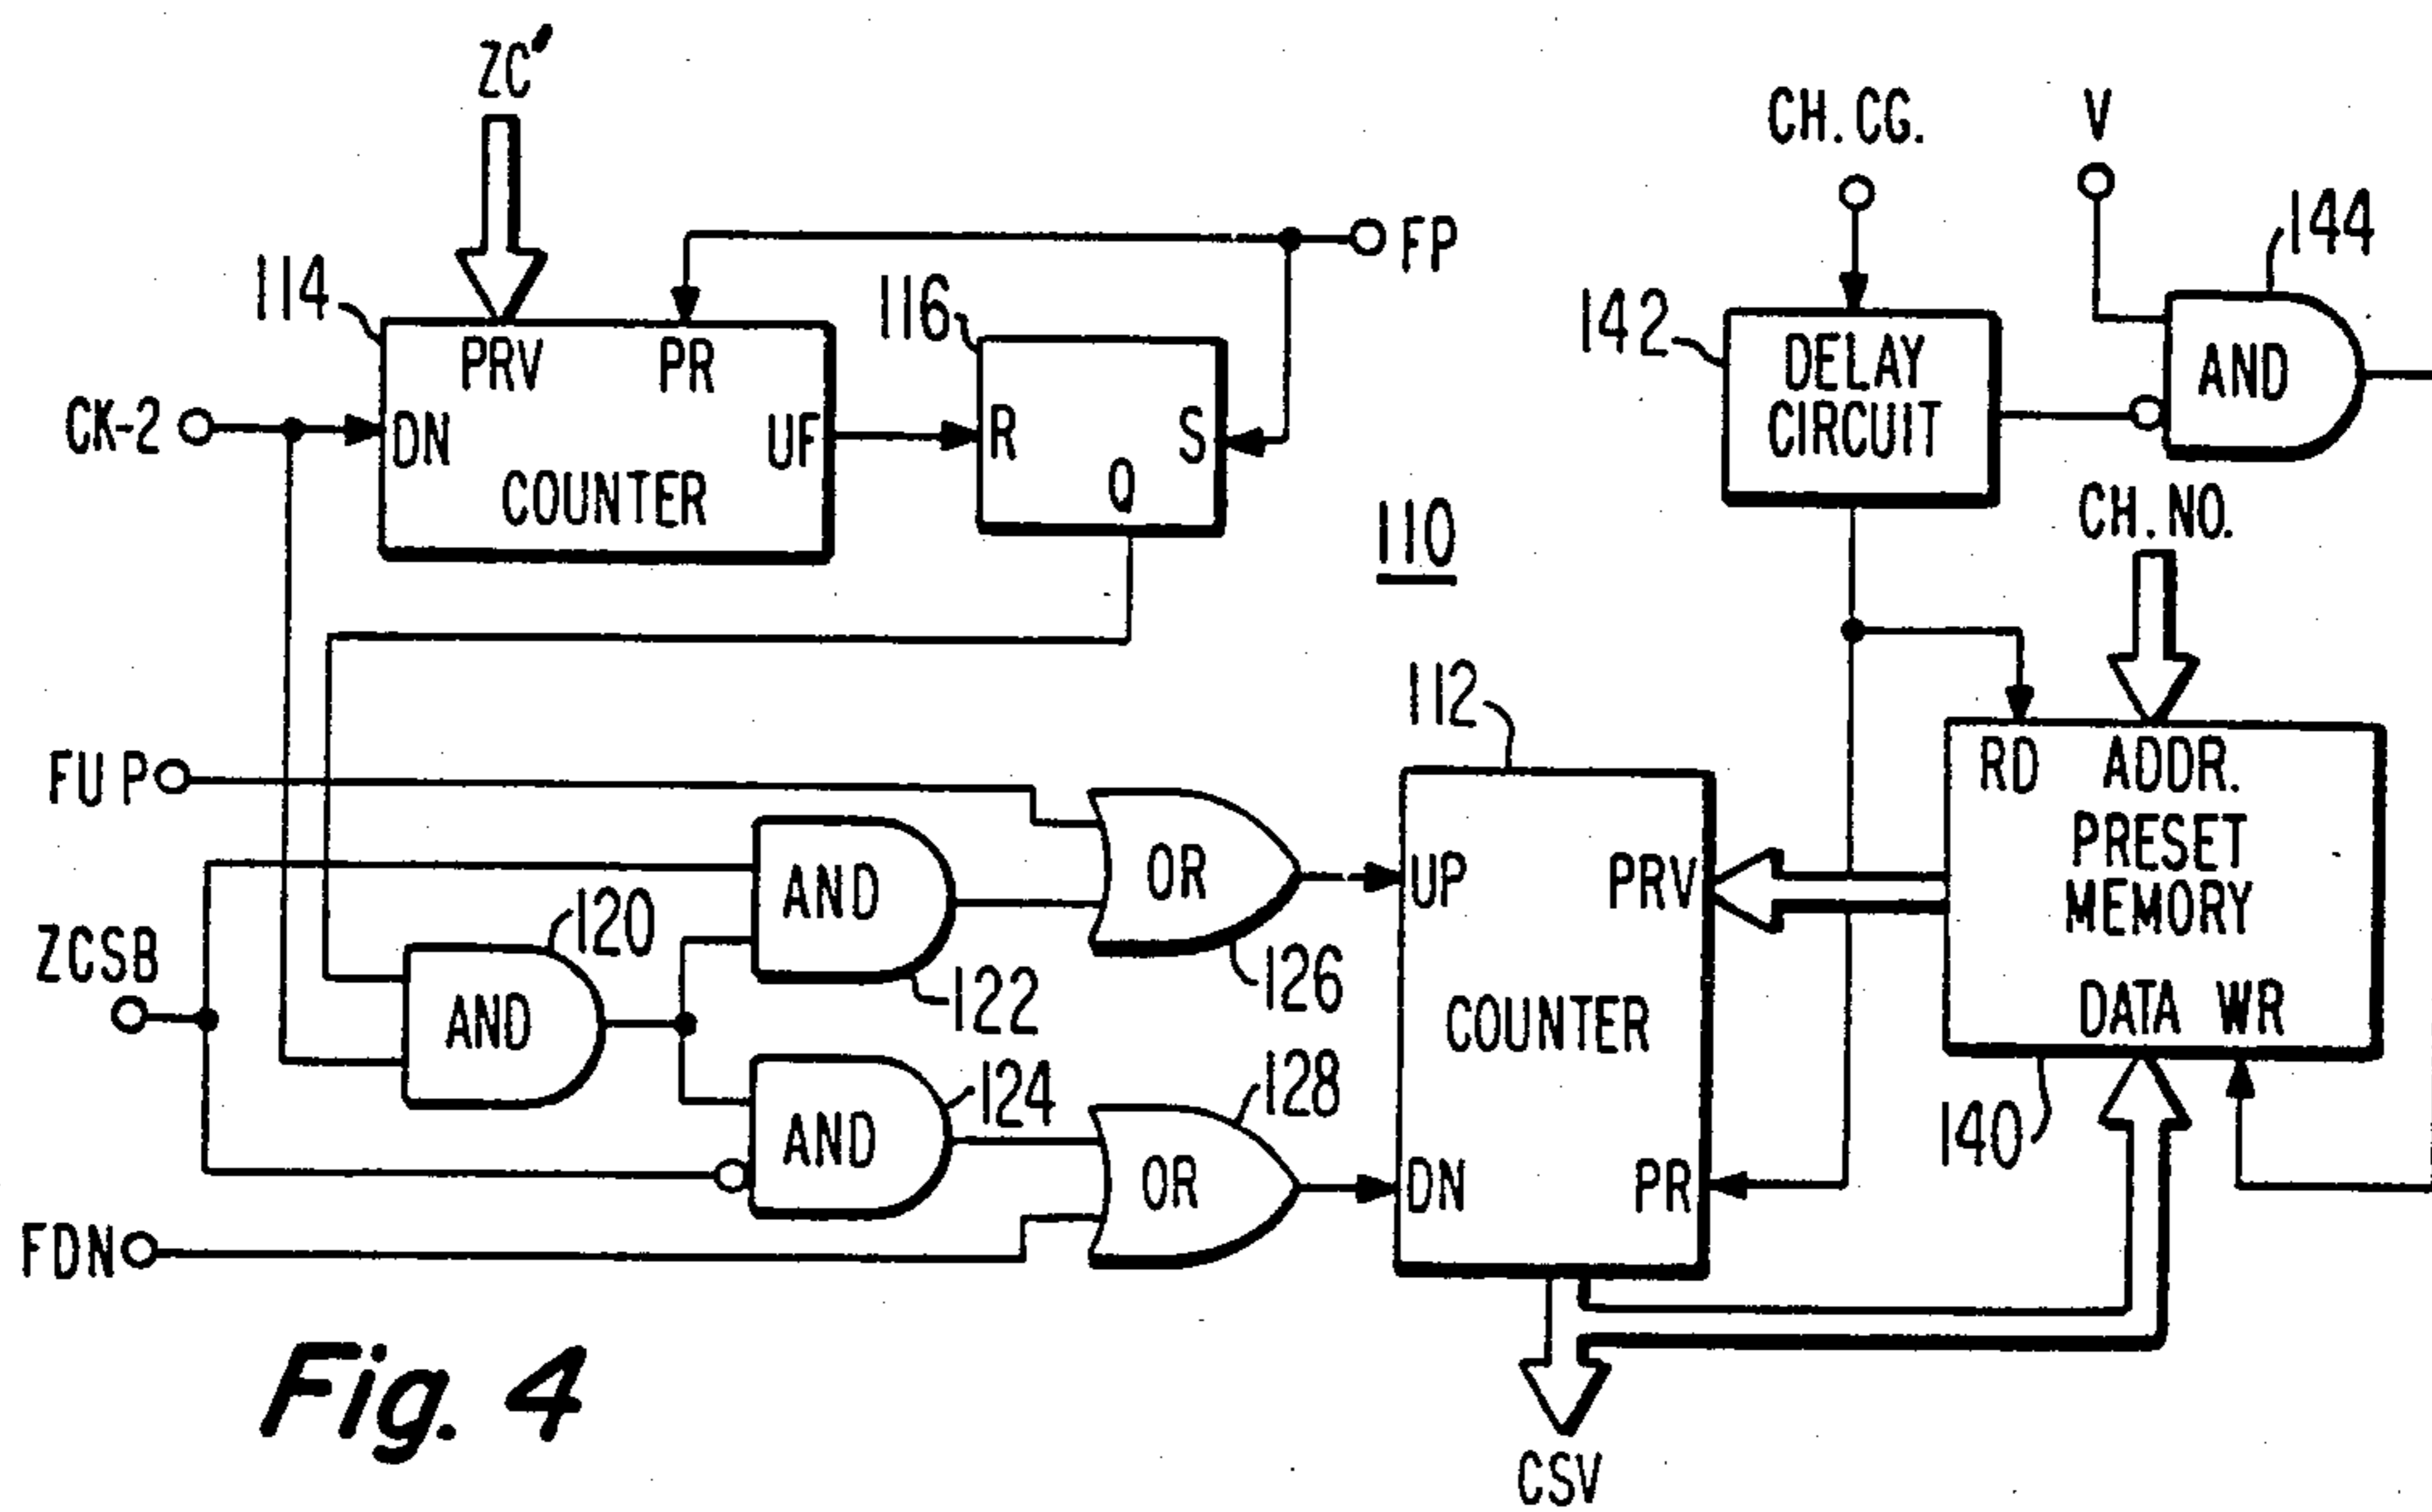 ZC'
CH. CG.
V
FP
114
116
142
144
PRV
PR
DELAY
CIRCUIT
AND
CK-2
DN
UF
COUNTER
R
S
Q
110
CH. NO.
112
FUP
RD
ADDR.
PRESET
MEMORY
DATA
WR
AND
OR
UP
PRV
ZCSB
120
AND
122
126
COUNTER
124
AND
128
OR
DN
PR
140
FDN
Fig. 4
CSV